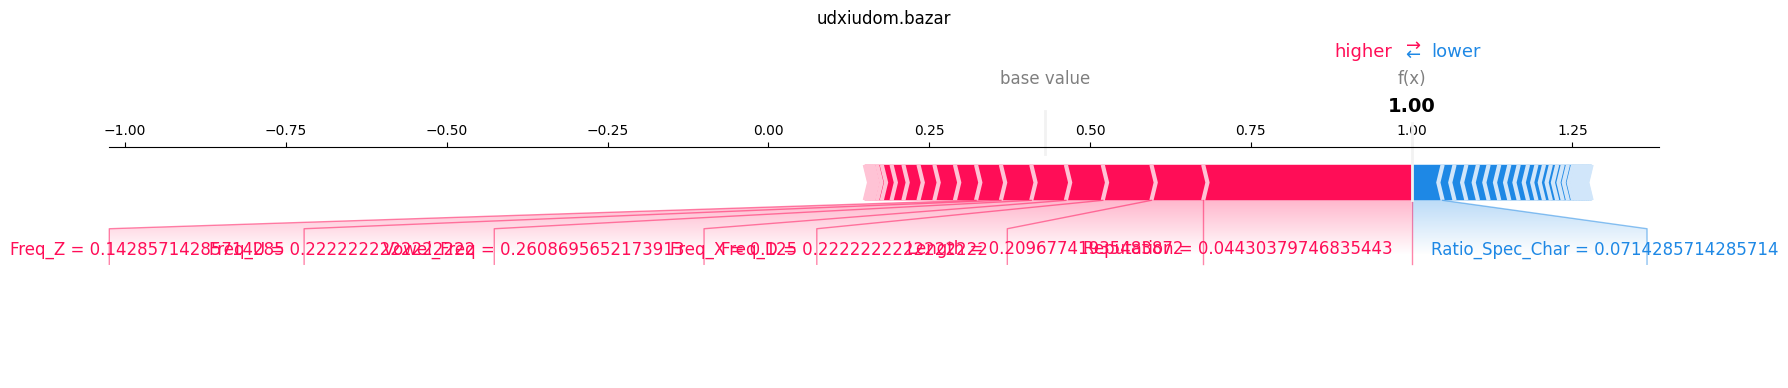 udxiudom.bazar
higher → ← lower
base value f(x)
1.00
−1.00 −0.75 −0.50 −0.25 0.00 0.25 0.50 0.75 1.00 1.25
Freq_Z = 0.14285714285714285 Freq_U = 0.2222222222222222 Vowel_Freq = 0.2608695652173913 Freq_X = 0.125 Freq_D = 0.2222222222222222 Length = 0.20967741935483872 Reputation = 0.04430379746835443 Ratio_Spec_Char = 0.0714285714285714